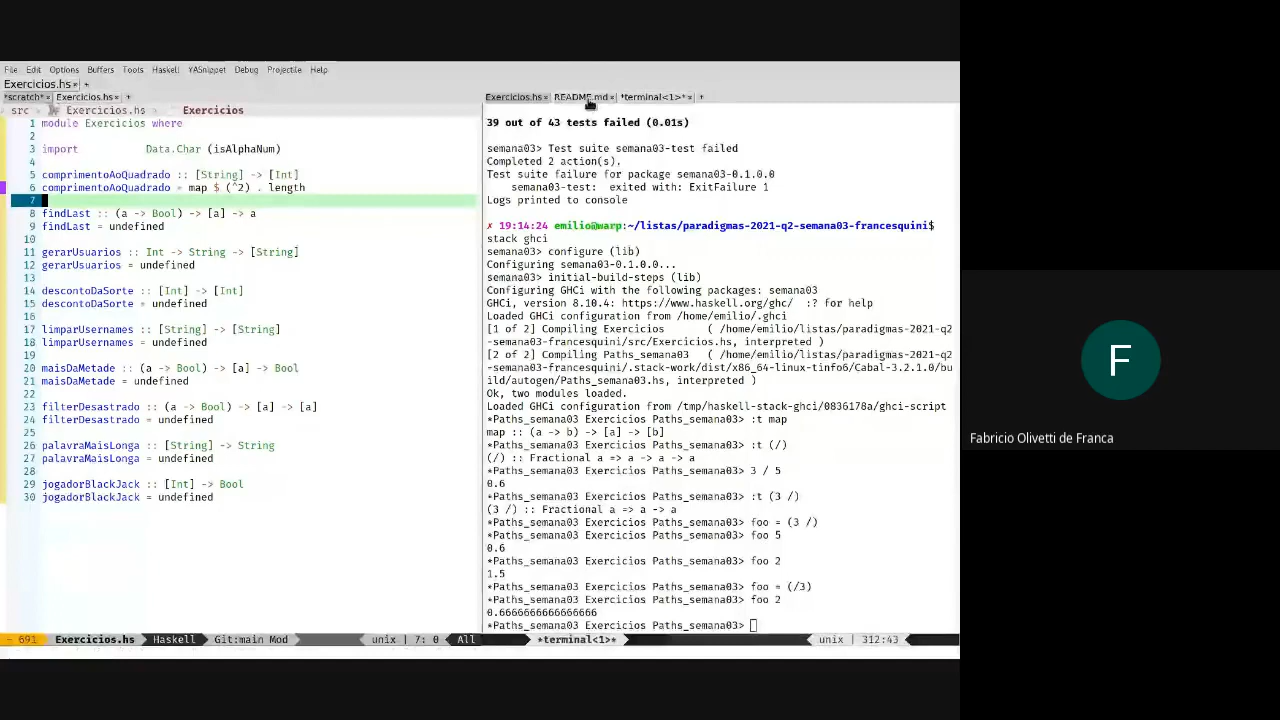 File Edit Options Buffers Tools Haskell YASnippet Debug Projectile Help
Exercicios.hs× +
*scratch*× Exercicios.hs× +
src > Exercicios.hs > Exercicios
1 module Exercicios where
2
3 import Data.Char (isAlphaNum)
4
5 comprimentoAoQuadrado :: [String] -> [Int]
6 comprimentoAoQuadrado = map $ (^2) . length
7
8 findLast :: (a -> Bool) -> [a] -> a
9 findLast = undefined
10
11 gerarUsuarios :: Int -> String -> [String]
12 gerarUsuarios = undefined
13
14 descontoDaSorte :: [Int] -> [Int]
15 descontoDaSorte = undefined
16
17 limparUsernames :: [String] -> [String]
18 limparUsernames = undefined
19
20 maisDaMetade :: (a -> Bool) -> [a] -> Bool
21 maisDaMetade = undefined
22
23 filterDesastrado :: (a -> Bool) -> [a] -> [a]
24 filterDesastrado = undefined
25
26 palavraMaisLonga :: [String] -> String
27 palavraMaisLonga = undefined
28
29 jogadorBlackJack :: [Int] -> Bool
30 jogadorBlackJack = undefined
- 691 Exercicios.hs Haskell Git:main Mod unix | 7: 0 All
Exercicios.hs× README.md× *terminal<1>*× +
39 out of 43 tests failed (0.01s)
semana03> Test suite semana03-test failed
Completed 2 action(s).
Test suite failure for package semana03-0.1.0.0
semana03-test: exited with: ExitFailure 1
Logs printed to console
✗ 19:14:24 emilio@warp:~/listas/paradigmas-2021-q2-semana03-francesquini$
stack ghci
semana03> configure (lib)
Configuring semana03-0.1.0.0...
semana03> initial-build-steps (lib)
Configuring GHCi with the following packages: semana03
GHCi, version 8.10.4: https://www.haskell.org/ghc/ :? for help
Loaded GHCi configuration from /home/emilio/.ghci
[1 of 2] Compiling Exercicios ( /home/emilio/listas/paradigmas-2021-q2
-semana03-francesquini/src/Exercicios.hs, interpreted )
[2 of 2] Compiling Paths_semana03 ( /home/emilio/listas/paradigmas-2021-q2
-semana03-francesquini/.stack-work/dist/x86_64-linux-tinfo6/Cabal-3.2.1.0/bu
ild/autogen/Paths_semana03.hs, interpreted )
Ok, two modules loaded.
Loaded GHCi configuration from /tmp/haskell-stack-ghci/0836178a/ghci-script
*Paths_semana03 Exercicios Paths_semana03> :t map
map :: (a -> b) -> [a] -> [b]
*Paths_semana03 Exercicios Paths_semana03> :t (/)
(/) :: Fractional a => a -> a -> a
*Paths_semana03 Exercicios Paths_semana03> 3 / 5
0.6
*Paths_semana03 Exercicios Paths_semana03> :t (3 /)
(3 /) :: Fractional a => a -> a
*Paths_semana03 Exercicios Paths_semana03> foo = (3 /)
*Paths_semana03 Exercicios Paths_semana03> foo 5
0.6
*Paths_semana03 Exercicios Paths_semana03> foo 2
1.5
*Paths_semana03 Exercicios Paths_semana03> foo = (/3)
*Paths_semana03 Exercicios Paths_semana03> foo 2
0.6666666666666666
*Paths_semana03 Exercicios Paths_semana03>
*terminal<1>* unix | 312:43
F
Fabricio Olivetti de Franca